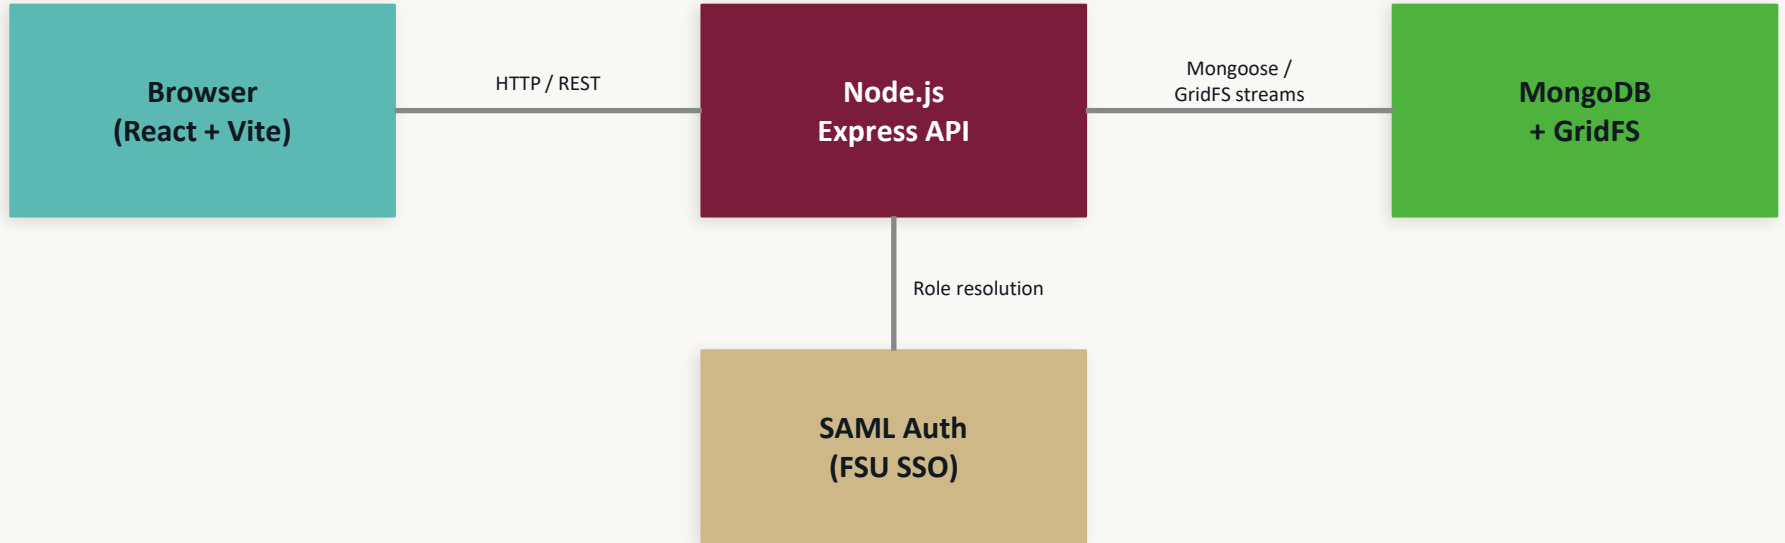 Browser
(React + Vite)
HTTP / REST
Node.js
Express API
Mongoose /
GridFS streams
MongoDB
+ GridFS
Role resolution
SAML Auth
(FSU SSO)